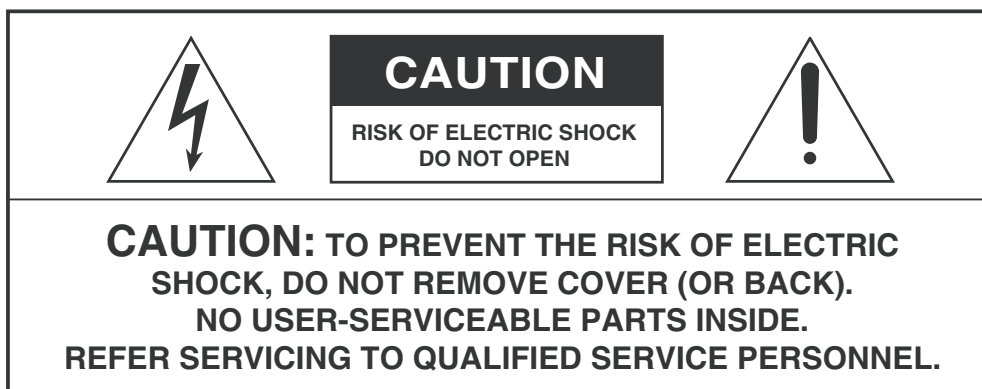 CAUTION
RISK OF ELECTRIC SHOCK
DO NOT OPEN
CAUTION: TO PREVENT THE RISK OF ELECTRIC
SHOCK, DO NOT REMOVE COVER (OR BACK).
NO USER-SERVICEABLE PARTS INSIDE.
REFER SERVICING TO QUALIFIED SERVICE PERSONNEL.